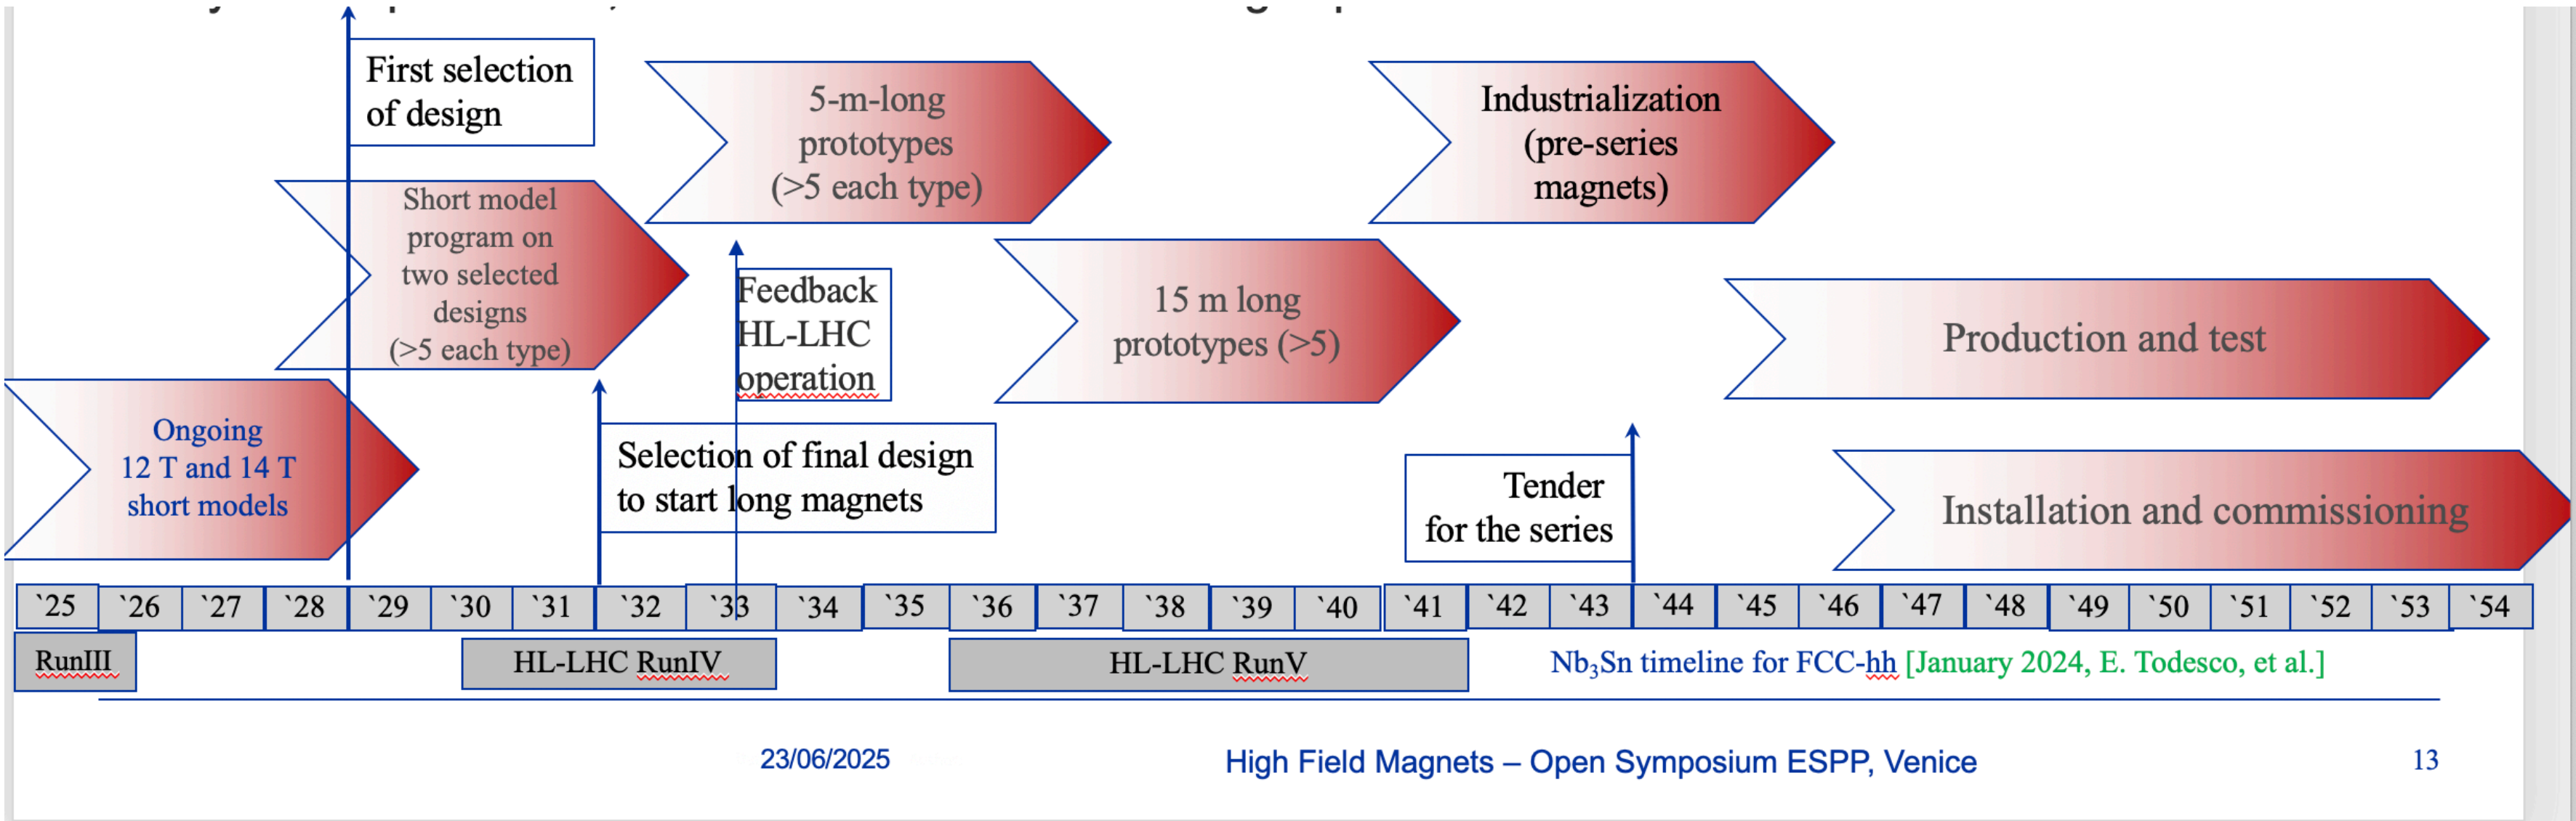 First selection
of design
5-m-long
prototypes
(>5 each type)
Industrialization
(pre-series
magnets)
Short model
program on
two selected
designs
(>5 each type)
Feedback
HL-LHC
operation
15 m long
prototypes (>5)
Production and test
Ongoing
12 T and 14 T
short models
Selection of final design
to start long magnets
Tender
for the series
Installation and commissioning
`25 `26 `27 `28 `29 `30 `31 `32 `33 `34 `35 `36 `37 `38 `39 `40 `41 `42 `43 `44 `45 `46 `47 `48 `49 `50 `51 `52 `53 `54
RunIII
HL-LHC RunIV
HL-LHC RunV
Nb₃Sn timeline for FCC-hh [January 2024, E. Todesco, et al.]
23/06/2025
High Field Magnets – Open Symposium ESPP, Venice
13